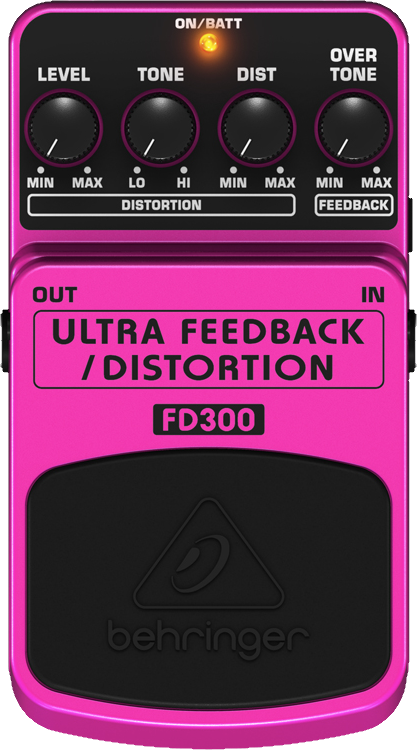 ON/BATT
LEVEL TONE DIST OVER TONE
MIN MAX LO HI MIN MAX MIN MAX
DISTORTION FEEDBACK
OUT IN
ULTRA FEEDBACK
/DISTORTION
FD300
behringer